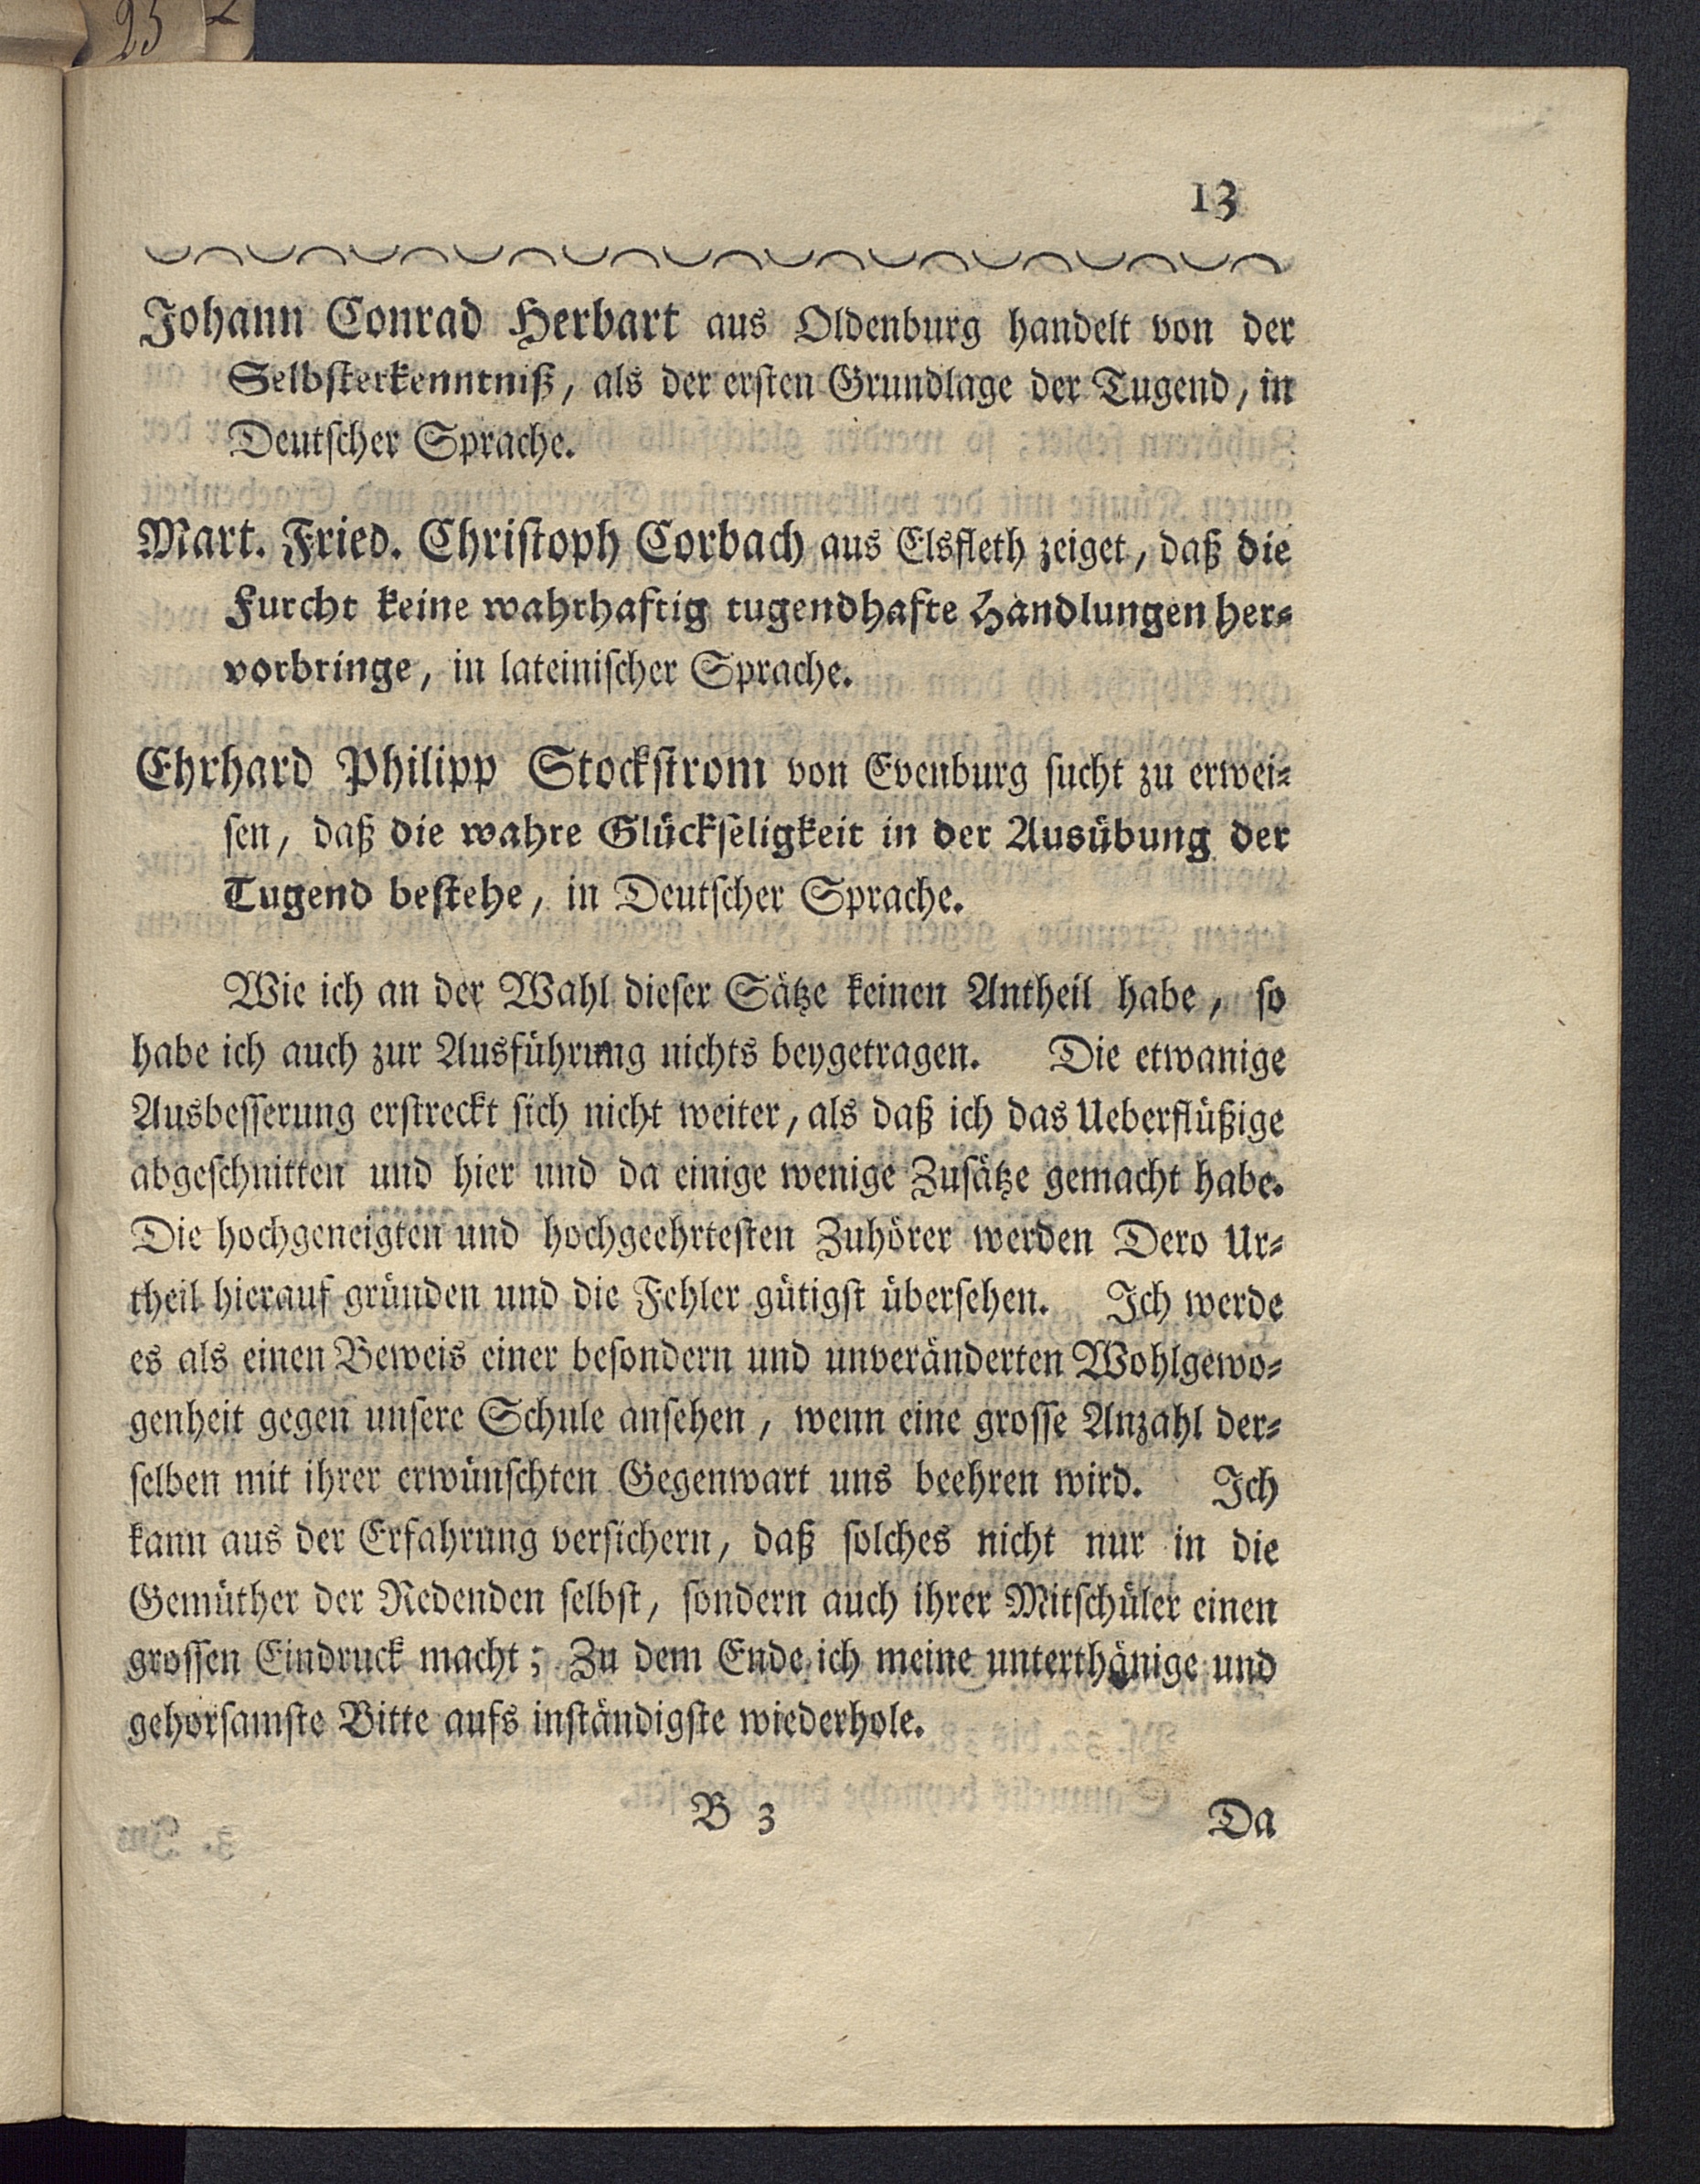 25
13
Johann Conrad Herbart aus Oldenburg handelt von der
Selbsterkenntniß, als der ersten Grundlage der Tugend, in
Deutscher Sprache.
Mart. Fried. Christoph Corbach aus Elsfleth zeiget, daß die
Furcht keine wahrhaftig tugendhafte Handlungen her-
vorbringe, in lateinischer Sprache.
Ehrhard Philipp Stockstrom von Evenburg sucht zu erwei-
sen, daß die wahre Glückseligkeit in der Ausübung der
Tugend bestehe, in Deutscher Sprache.
Wie ich an der Wahl dieser Sätze keinen Antheil habe, so
habe ich auch zur Ausführung nichts beygetragen. Die etwanige
Ausbesserung erstreckt sich nicht weiter, als daß ich das Ueberflüßige
abgeschnitten und hier und da einige wenige Zusätze gemacht habe.
Die hochgeneigten und hochgeehrtesten Zuhörer werden Dero Ur-
theil hierauf gründen und die Fehler gütigst übersehen. Ich werde
es als einen Beweis einer besondern und unveränderten Wohlgewo-
genheit gegen unsere Schule ansehen, wenn eine grosse Anzahl der-
selben mit ihrer erwünschten Gegenwart uns beehren wird. Ich
kann aus der Erfahrung versichern, daß solches nicht nur in die
Gemüther der Redenden selbst, sondern auch ihrer Mitschüler einen
grossen Eindruck macht; Zu dem Ende ich meine unterthänige und
gehorsamste Bitte aufs inständigste wiederhole.
B 3
Da